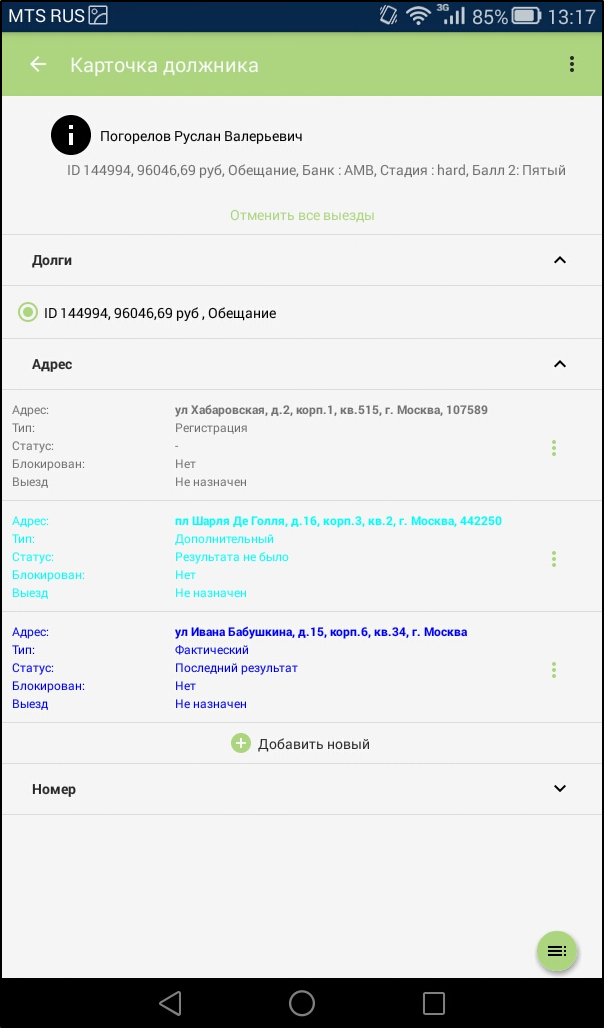 MTS RUS 3G 85% 13:17
Карточка должника
Погорелов Руслан Валерьевич
ID 144994, 96046,69 руб, Обещание, Банк : АМВ, Стадия : hard, Балл 2: Пятый
Отменить все выезды
Долги
ID 144994, 96046,69 руб , Обещание
Адрес
Адрес: ул Хабаровская, д.2, корп.1, кв.515, г. Москва, 107589
Тип: Регистрация
Статус: -
Блокирован: Нет
Выезд Не назначен
Адрес: пл Шарля Де Голля, д.16, корп.3, кв.2, г. Москва, 442250
Тип: Дополнительный
Статус: Результата не было
Блокирован: Нет
Выезд Не назначен
Адрес: ул Ивана Бабушкина, д.15, корп.6, кв.34, г. Москва
Тип: Фактический
Статус: Последний результат
Блокирован: Нет
Выезд Не назначен
Добавить новый
Номер